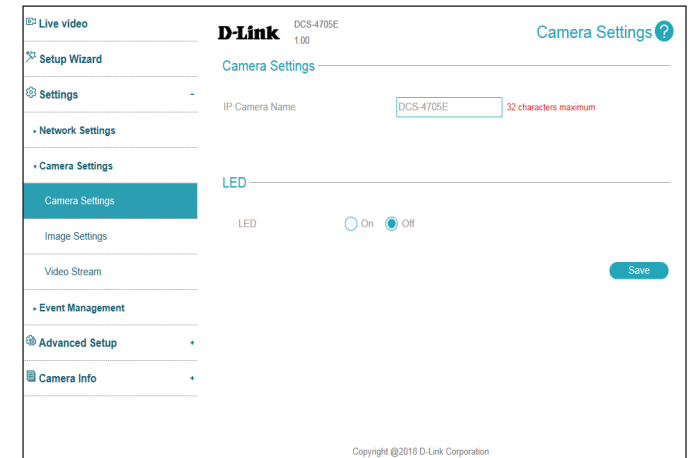 Live video
Setup Wizard
Settings -
Network Settings
Camera Settings
Camera Settings
Image Settings
Video Stream
Event Management
Advanced Setup +
Camera Info +
D-Link DCS-4705E
1.00
Camera Settings ?
Camera Settings
IP Camera Name DCS-4705E 32 characters maximum
LED
LED On Off
Save
Copyright @2018 D-Link Corporation